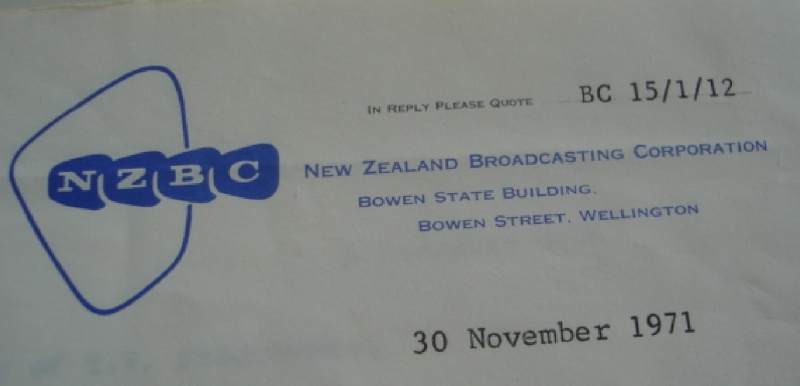 IN REPLY PLEASE QUOTE BC 15/1/12
NZBC
NEW ZEALAND BROADCASTING CORPORATION
BOWEN STATE BUILDING,
BOWEN STREET, WELLINGTON
30 November 1971